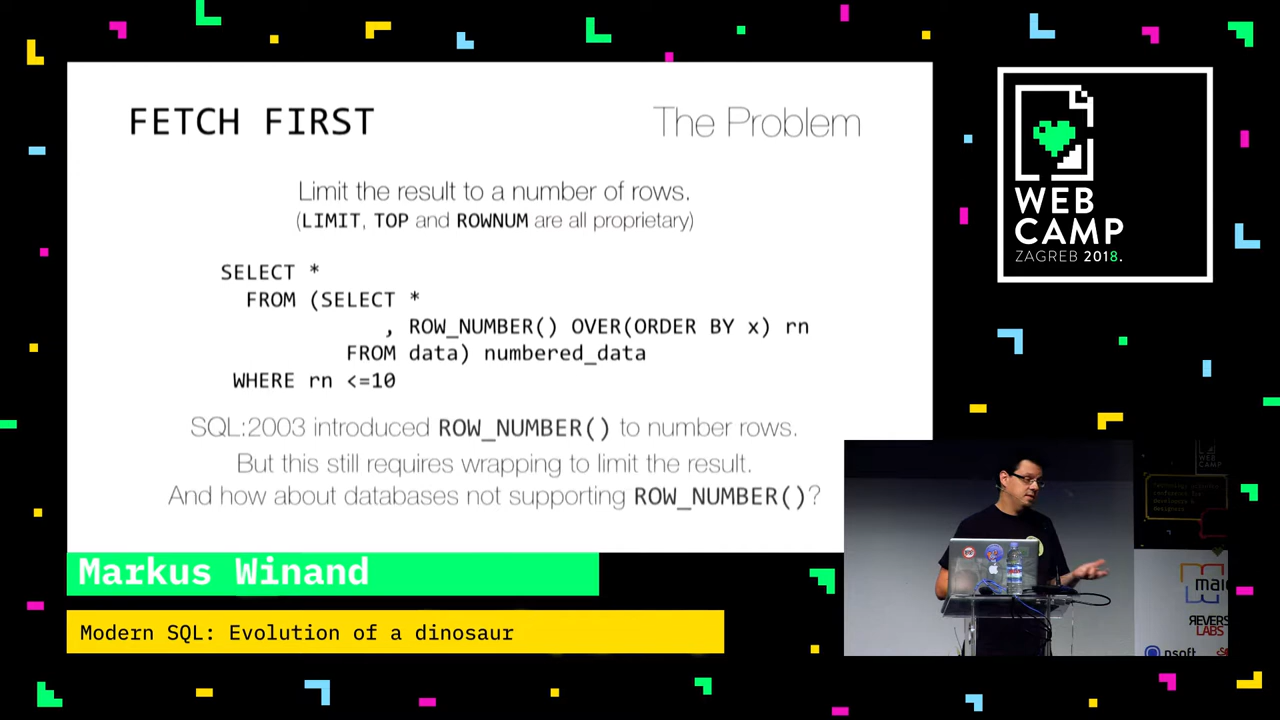 FETCH FIRST
The Problem
Limit the result to a number of rows.
(LIMIT, TOP and ROWNUM are all proprietary)
SELECT *
FROM (SELECT *
, ROW_NUMBER() OVER(ORDER BY x) rn
FROM data) numbered_data
WHERE rn <=10
SQL:2003 introduced ROW_NUMBER() to number rows.
But this still requires wrapping to limit the result.
And how about databases not supporting ROW_NUMBER()?
WEB
CAMP
ZAGREB 2018.
Markus Winand
Modern SQL: Evolution of a dinosaur
REVERS
LABS
nsoft